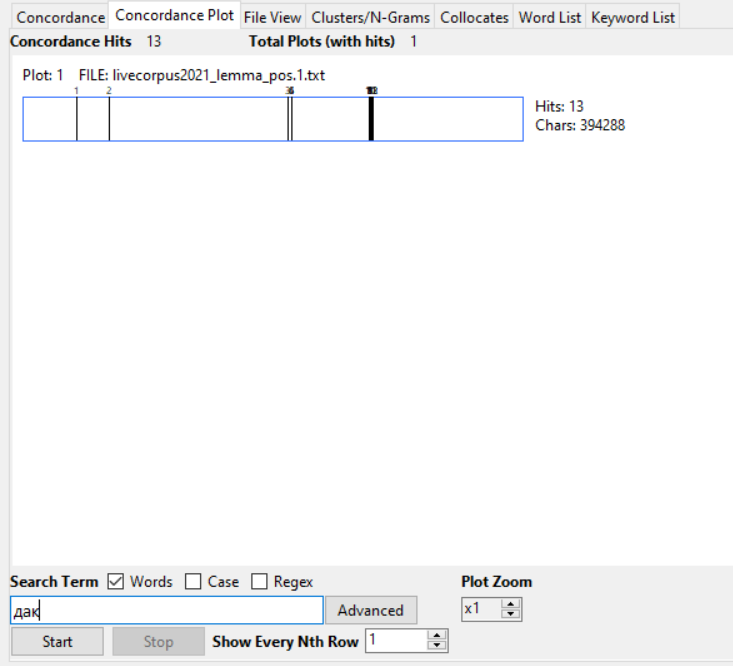 Concordance Concordance Plot File View Clusters/N-Grams Collocates Word List Keyword List
Concordance Hits 13 Total Plots (with hits) 1
Plot: 1 FILE: livecorpus2021_lemma_pos.1.txt
1 2
Hits: 13
Chars: 394288
Search Term Words Case Regex Plot Zoom
дак Advanced x1
Start Stop Show Every Nth Row 1